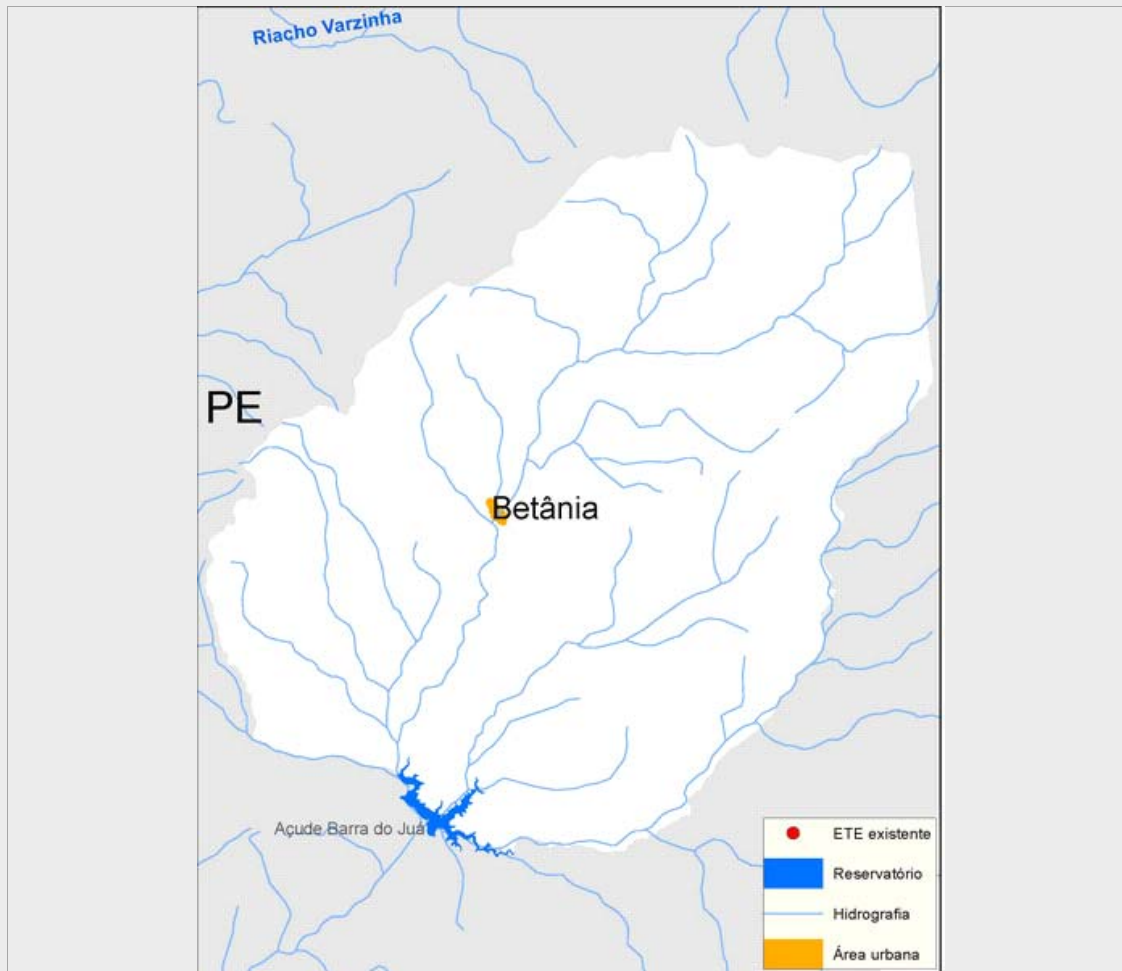 Riacho Varzinha
PE
Betânia
Açude Barra do Juá
ETE existente
Reservatório
Hidrografia
Área urbana